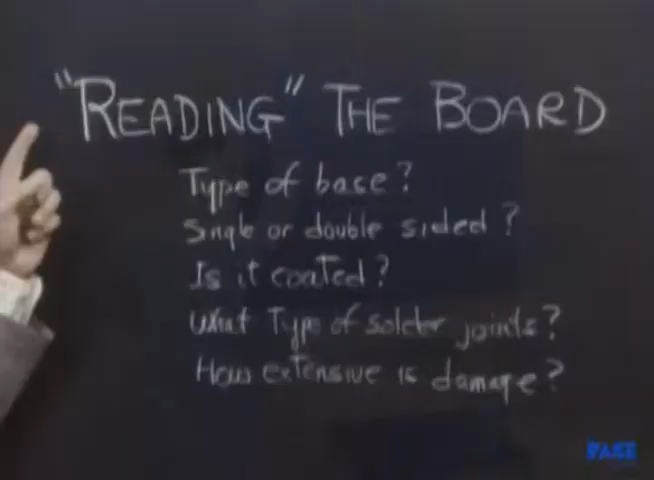 "READING" THE BOARD
Type of base?
Single or double sided?
Is it coated?
What Type of solder joints?
How extensive is damage?
PACE